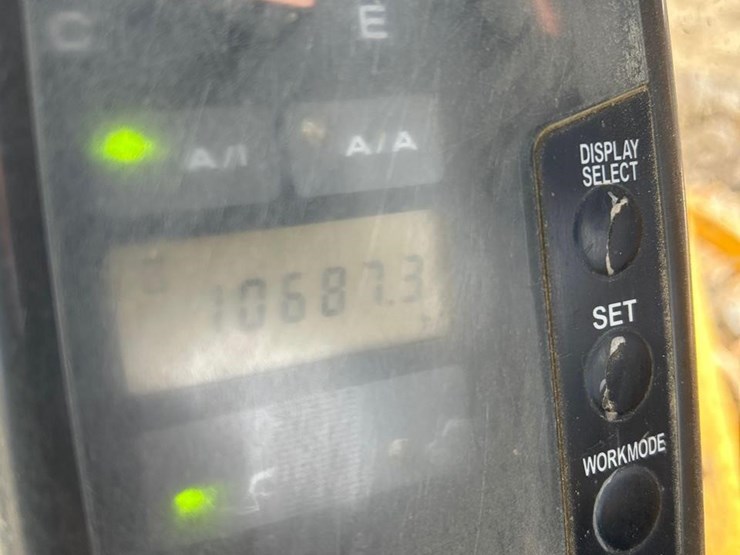 C E
A/I A/A
DISPLAY
SELECT
10687.3
SET
WORKMODE